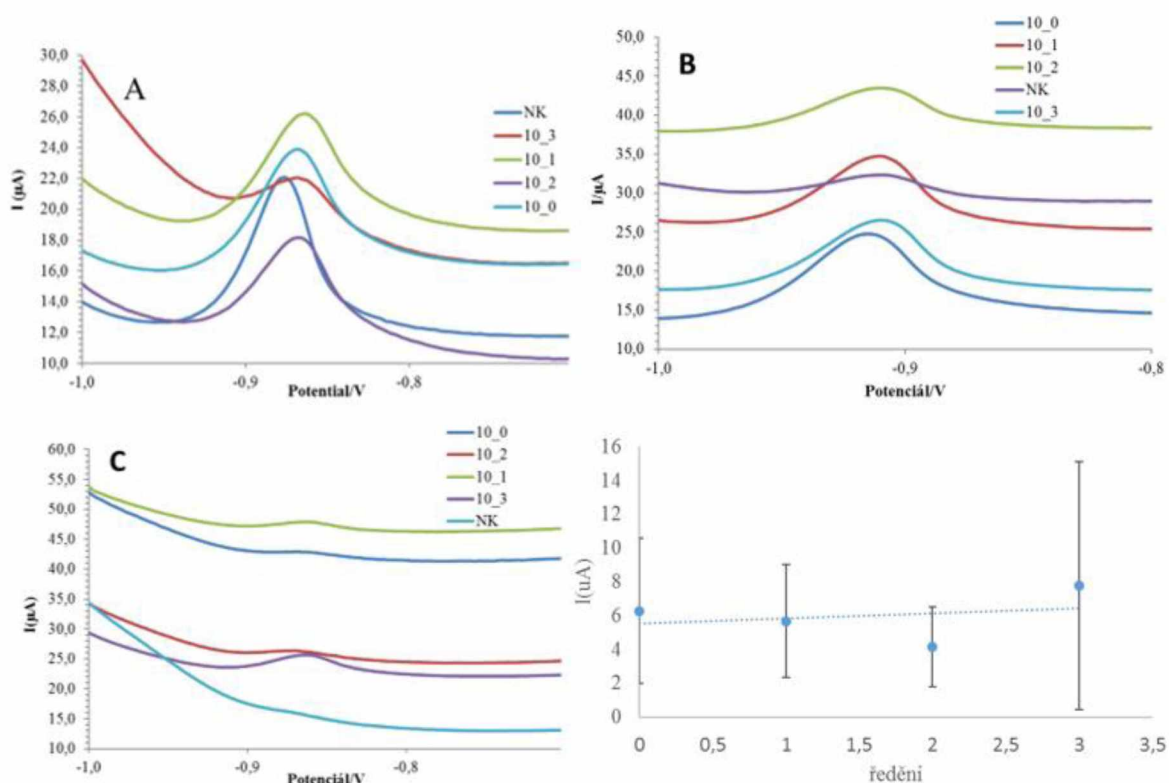 A
30,0
28,0
26,0
24,0
22,0
20,0
18,0
16,0
14,0
12,0
10,0
I (µA)
-1,0 -0,9 -0,8
Potential/V
NK
10_3
10_1
10_2
10_0
B
50,0
45,0
40,0
35,0
30,0
25,0
20,0
15,0
10,0
I/µA
-1,0 -0,9 -0,8
Potenciál/V
10_0
10_1
10_2
NK
10_3
C
60,0
55,0
50,0
45,0
40,0
35,0
30,0
25,0
20,0
15,0
10,0
I(µA)
-1,0 -0,9 -0,8
Potenciál/V
10_0
10_2
10_1
10_3
NK
16
14
12
10
8
6
4
2
0
I(uA)
0 0,5 1 1,5 2 2,5 3 3,5
ředění